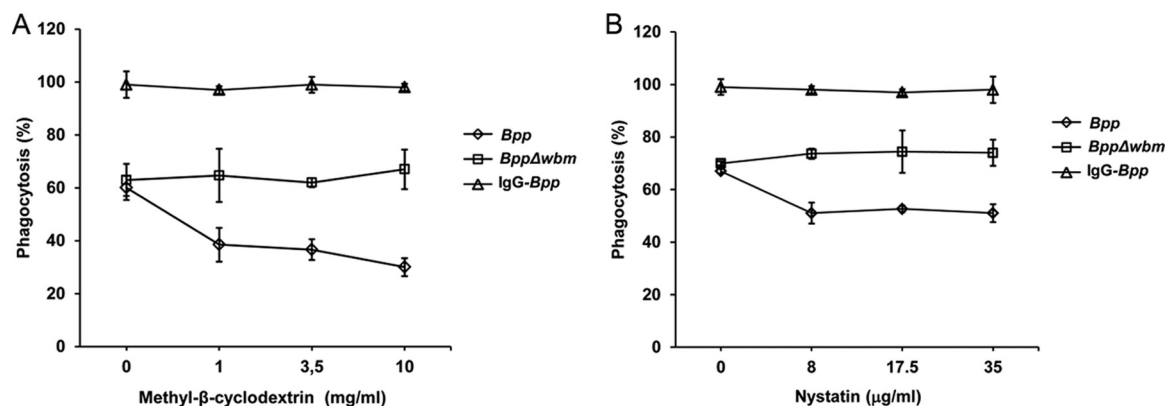 A
120
100
80
60
40
20
0
Phagocytosis (%)
0 1 3,5 10
Methyl-β-cyclodextrin (mg/ml)
Bpp
BppΔwbm
IgG-Bpp
B
120
100
80
60
40
20
0
Phagocytosis (%)
0 8 17.5 35
Nystatin (μg/ml)
Bpp
BppΔwbm
IgG-Bpp